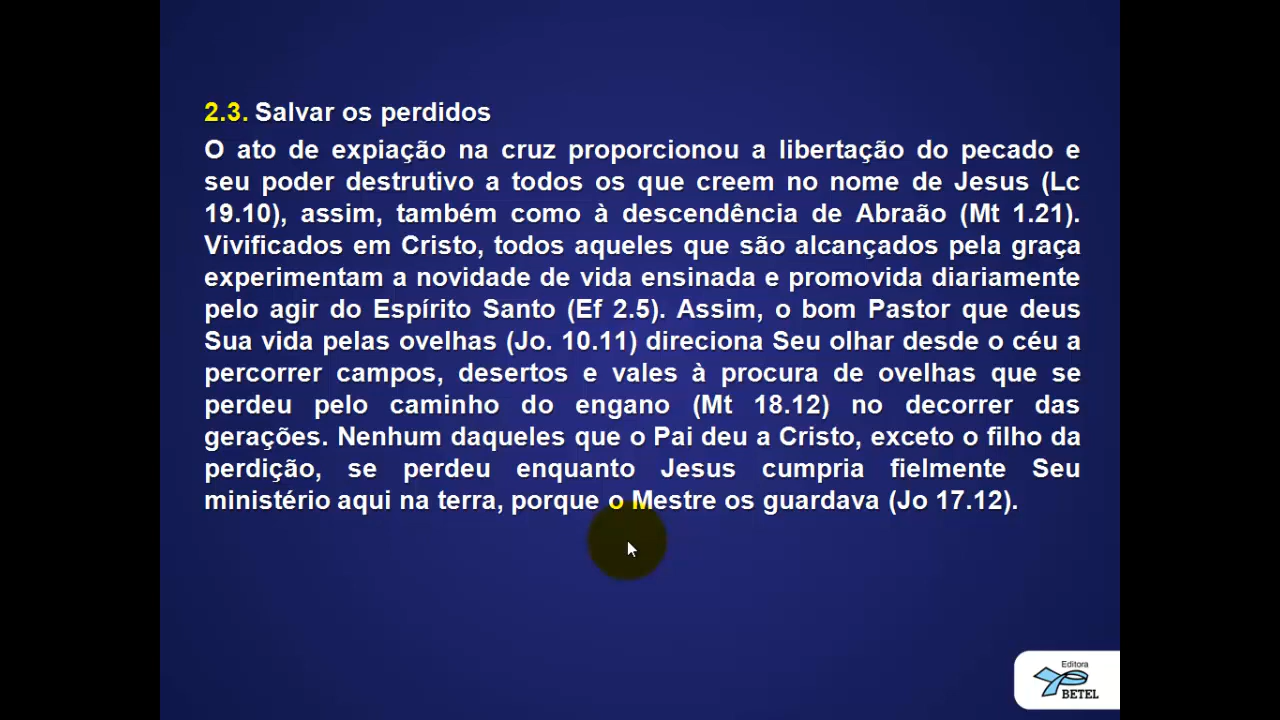 2.3. Salvar os perdidos
O ato de expiação na cruz proporcionou a libertação do pecado e
seu poder destrutivo a todos os que creem no nome de Jesus (Lc
19.10), assim, também como à descendência de Abraão (Mt 1.21).
Vivificados em Cristo, todos aqueles que são alcançados pela graça
experimentam a novidade de vida ensinada e promovida diariamente
pelo agir do Espírito Santo (Ef 2.5). Assim, o bom Pastor que deus
Sua vida pelas ovelhas (Jo. 10.11) direciona Seu olhar desde o céu a
percorrer campos, desertos e vales à procura de ovelhas que se
perdeu pelo caminho do engano (Mt 18.12) no decorrer das
gerações. Nenhum daqueles que o Pai deu a Cristo, exceto o filho da
perdição, se perdeu enquanto Jesus cumpria fielmente Seu
ministério aqui na terra, porque o Mestre os guardava (Jo 17.12).
Editora
BETEL